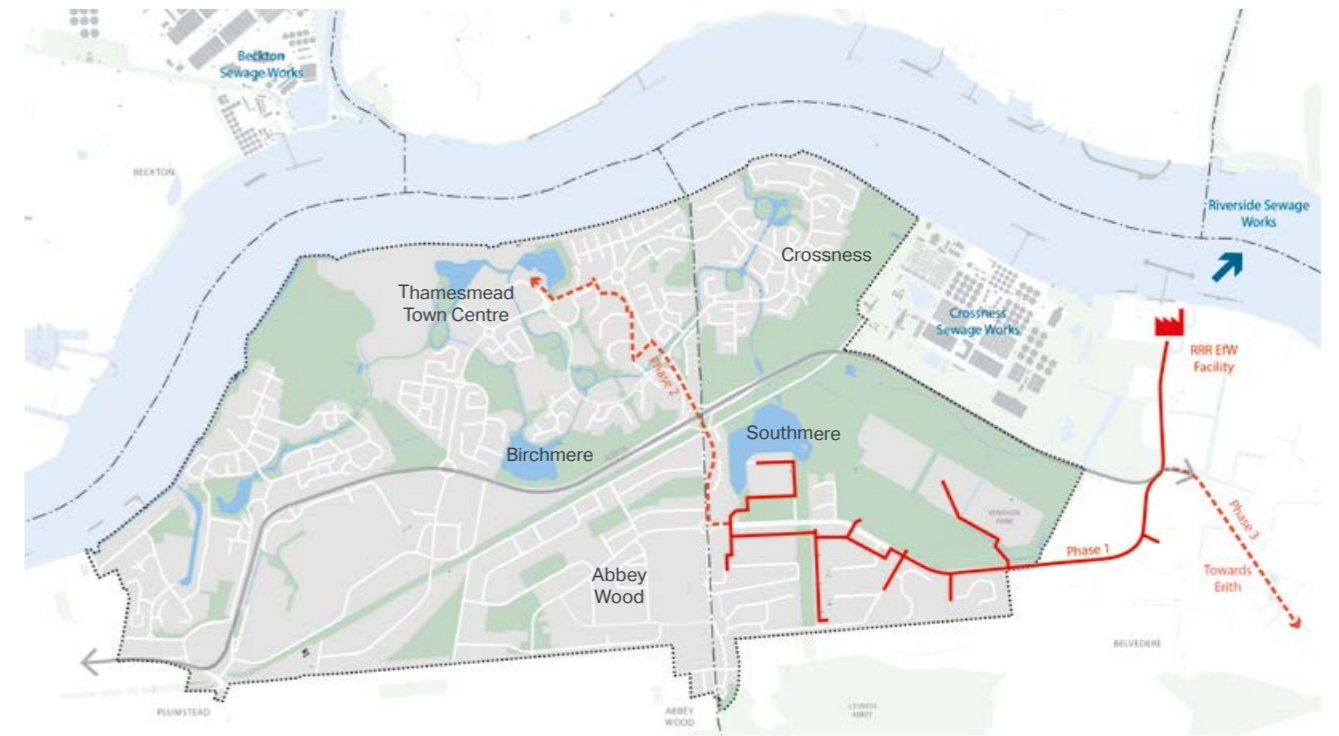 Beckton
Sewage Works
BECKTON
Riverside Sewage
Works
Crossness
Thamesmead
Town Centre
Crossness
Sewage Works
RRR EfW
Facility
Phase 2
Birchmere
Southmere
Phase 3
Phase 1
Towards
Erith
Abbey
Wood
BELVEDERE
PLUMSTEAD
ABBEY
WOOD
ABBEY